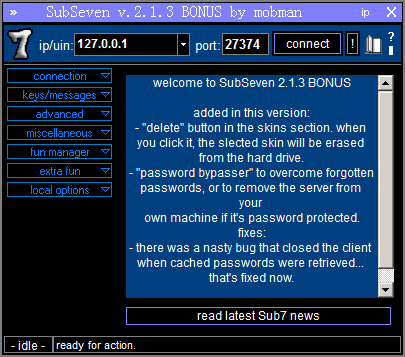 » SubSeven v.2.1.3 BONUS by mobman ip X
7 ip/uin: 127.0.0.1 port: 27374 connect ! ?
connection
keys/messages
advanced
miscellaneous
fun manager
extra fun
local options
welcome to SubSeven 2.1.3 BONUS
added in this version:
- "delete" button in the skins section. when
you click it, the slected skin will be erased
from the hard drive.
- "password bypasser" to overcome forgotten
passwords, or to remove the server from
your
own machine if it's password protected.
fixes:
- there was a nasty bug that closed the client
when cached passwords were retrieved...
that's fixed now.
read latest Sub7 news
- idle - ready for action.